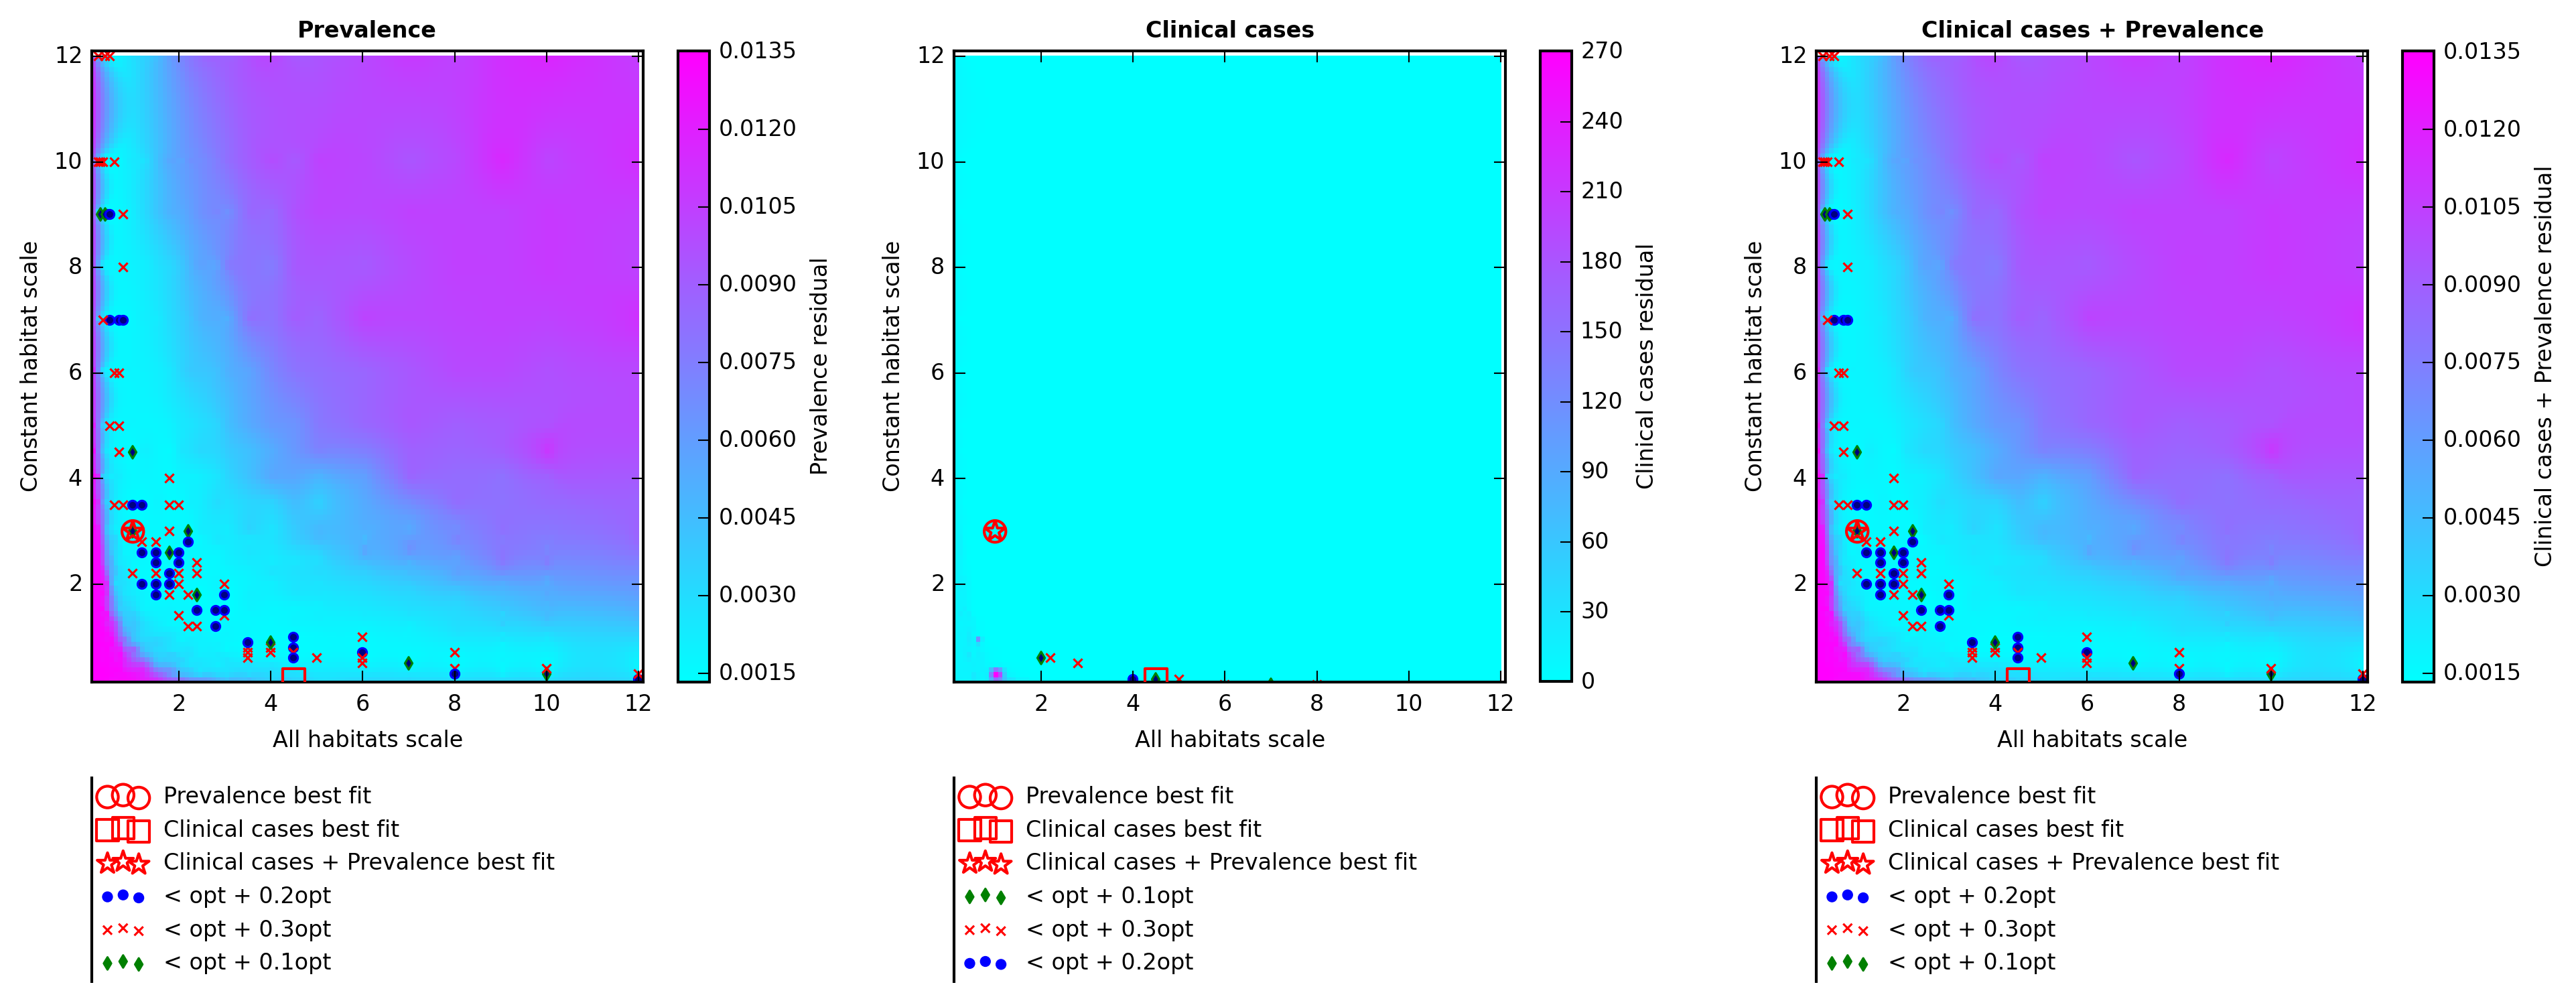 Prevalence
12
10
8
6
4
2
Constant habitat scale
2 4 6 8 10 12
All habitats scale
0.0135
0.0120
0.0105
0.0090
0.0075
0.0060
0.0045
0.0030
0.0015
Prevalence residual
Prevalence best fit
Clinical cases best fit
Clinical cases + Prevalence best fit
< opt + 0.2opt
< opt + 0.3opt
< opt + 0.1opt
Clinical cases
12
10
8
6
4
2
Constant habitat scale
2 4 6 8 10 12
All habitats scale
270
240
210
180
150
120
90
60
30
0
Clinical cases residual
Prevalence best fit
Clinical cases best fit
Clinical cases + Prevalence best fit
< opt + 0.1opt
< opt + 0.3opt
< opt + 0.2opt
Clinical cases + Prevalence
12
10
8
6
4
2
Constant habitat scale
2 4 6 8 10 12
All habitats scale
0.0135
0.0120
0.0105
0.0090
0.0075
0.0060
0.0045
0.0030
0.0015
Clinical cases + Prevalence residual
Prevalence best fit
Clinical cases best fit
Clinical cases + Prevalence best fit
< opt + 0.2opt
< opt + 0.3opt
< opt + 0.1opt